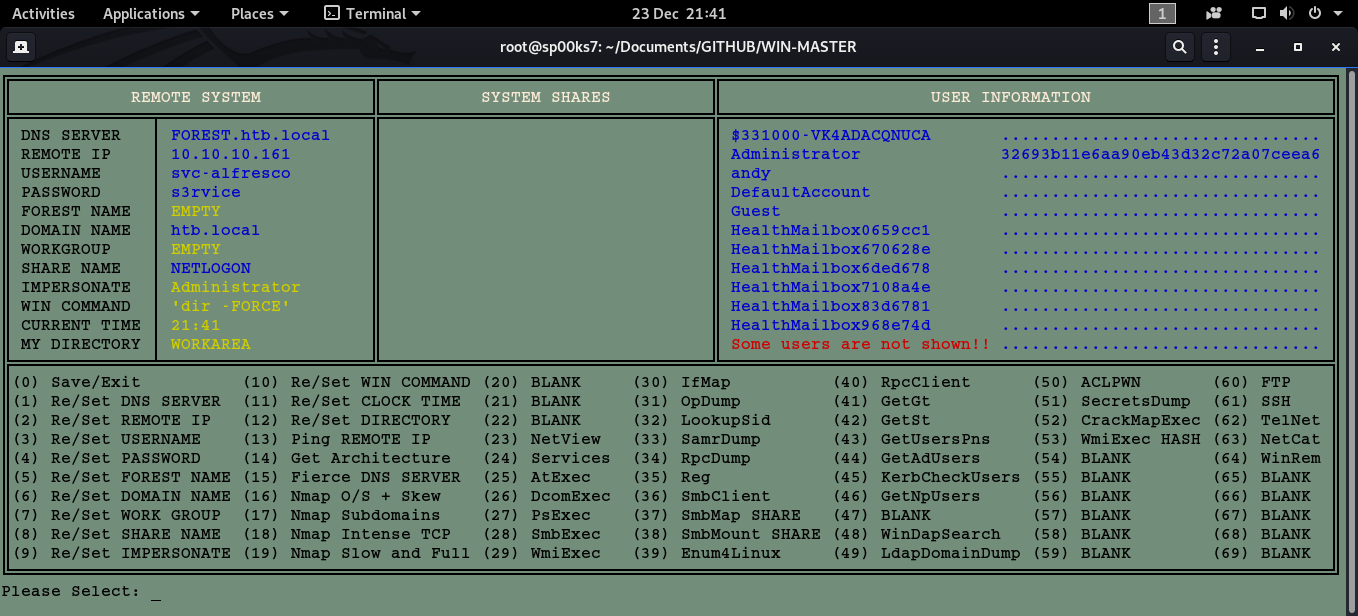 Activities Applications Places Terminal 23 Dec 21:41 1
root@sp00ks7: ~/Documents/GITHUB/WIN-MASTER
REMOTE SYSTEM SYSTEM SHARES USER INFORMATION
DNS SERVER FOREST.htb.local $331000-VK4ADACQNUCA ................................
REMOTE IP 10.10.10.161 Administrator 32693b11e6aa90eb43d32c72a07ceea6
USERNAME svc-alfresco andy ................................
PASSWORD s3rvice DefaultAccount ................................
FOREST NAME EMPTY Guest ................................
DOMAIN NAME htb.local HealthMailbox0659cc1 ................................
WORKGROUP EMPTY HealthMailbox670628e ................................
SHARE NAME NETLOGON HealthMailbox6ded678 ................................
IMPERSONATE Administrator HealthMailbox7108a4e ................................
WIN COMMAND 'dir -FORCE' HealthMailbox83d6781 ................................
CURRENT TIME 21:41 HealthMailbox968e74d ................................
MY DIRECTORY WORKAREA Some users are not shown!! ................................
(0) Save/Exit (10) Re/Set WIN COMMAND (20) BLANK (30) IfMap (40) RpcClient (50) ACLPWN (60) FTP
(1) Re/Set DNS SERVER (11) Re/Set CLOCK TIME (21) BLANK (31) OpDump (41) GetGt (51) SecretsDump (61) SSH
(2) Re/Set REMOTE IP (12) Re/Set DIRECTORY (22) BLANK (32) LookupSid (42) GetSt (52) CrackMapExec (62) TelNet
(3) Re/Set USERNAME (13) Ping REMOTE IP (23) NetView (33) SamrDump (43) GetUsersPns (53) WmiExec HASH (63) NetCat
(4) Re/Set PASSWORD (14) Get Architecture (24) Services (34) RpcDump (44) GetAdUsers (54) BLANK (64) WinRem
(5) Re/Set FOREST NAME (15) Fierce DNS SERVER (25) AtExec (35) Reg (45) KerbCheckUsers (55) BLANK (65) BLANK
(6) Re/Set DOMAIN NAME (16) Nmap O/S + Skew (26) DcomExec (36) SmbClient (46) GetNpUsers (56) BLANK (66) BLANK
(7) Re/Set WORK GROUP (17) Nmap Subdomains (27) PsExec (37) SmbMap SHARE (47) BLANK (57) BLANK (67) BLANK
(8) Re/Set SHARE NAME (18) Nmap Intense TCP (28) SmbExec (38) SmbMount SHARE (48) WinDapSearch (58) BLANK (68) BLANK
(9) Re/Set IMPERSONATE (19) Nmap Slow and Full (29) WmiExec (39) Enum4Linux (49) LdapDomainDump (59) BLANK (69) BLANK
Please Select: _